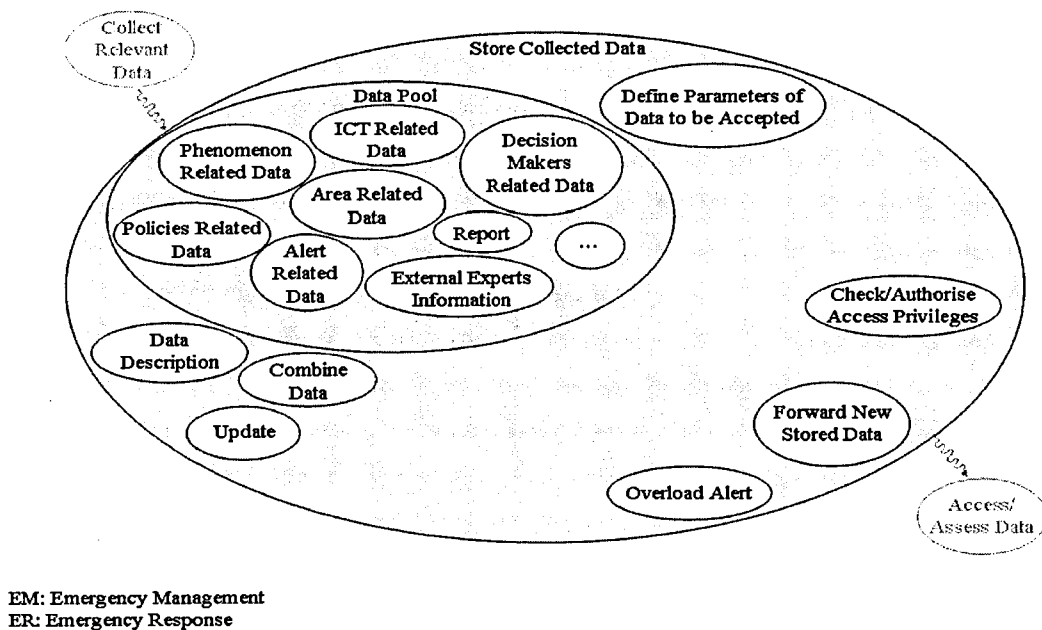 Collect
Relevant
Data
Store Collected Data
Data Pool
Define Parameters of
Data to be Accepted
ICT Related
Data
Decision
Makers
Related Data
Phenomenon
Related Data
Area Related
Data
Policies Related
Data
Report
...
Alert
Related
Data
External Experts
Information
Check/Authorise
Access Privileges
Data
Description
Combine
Data
Update
Forward New
Stored Data
Overload Alert
Access/
Assess Data
EM: Emergency Management
ER: Emergency Response